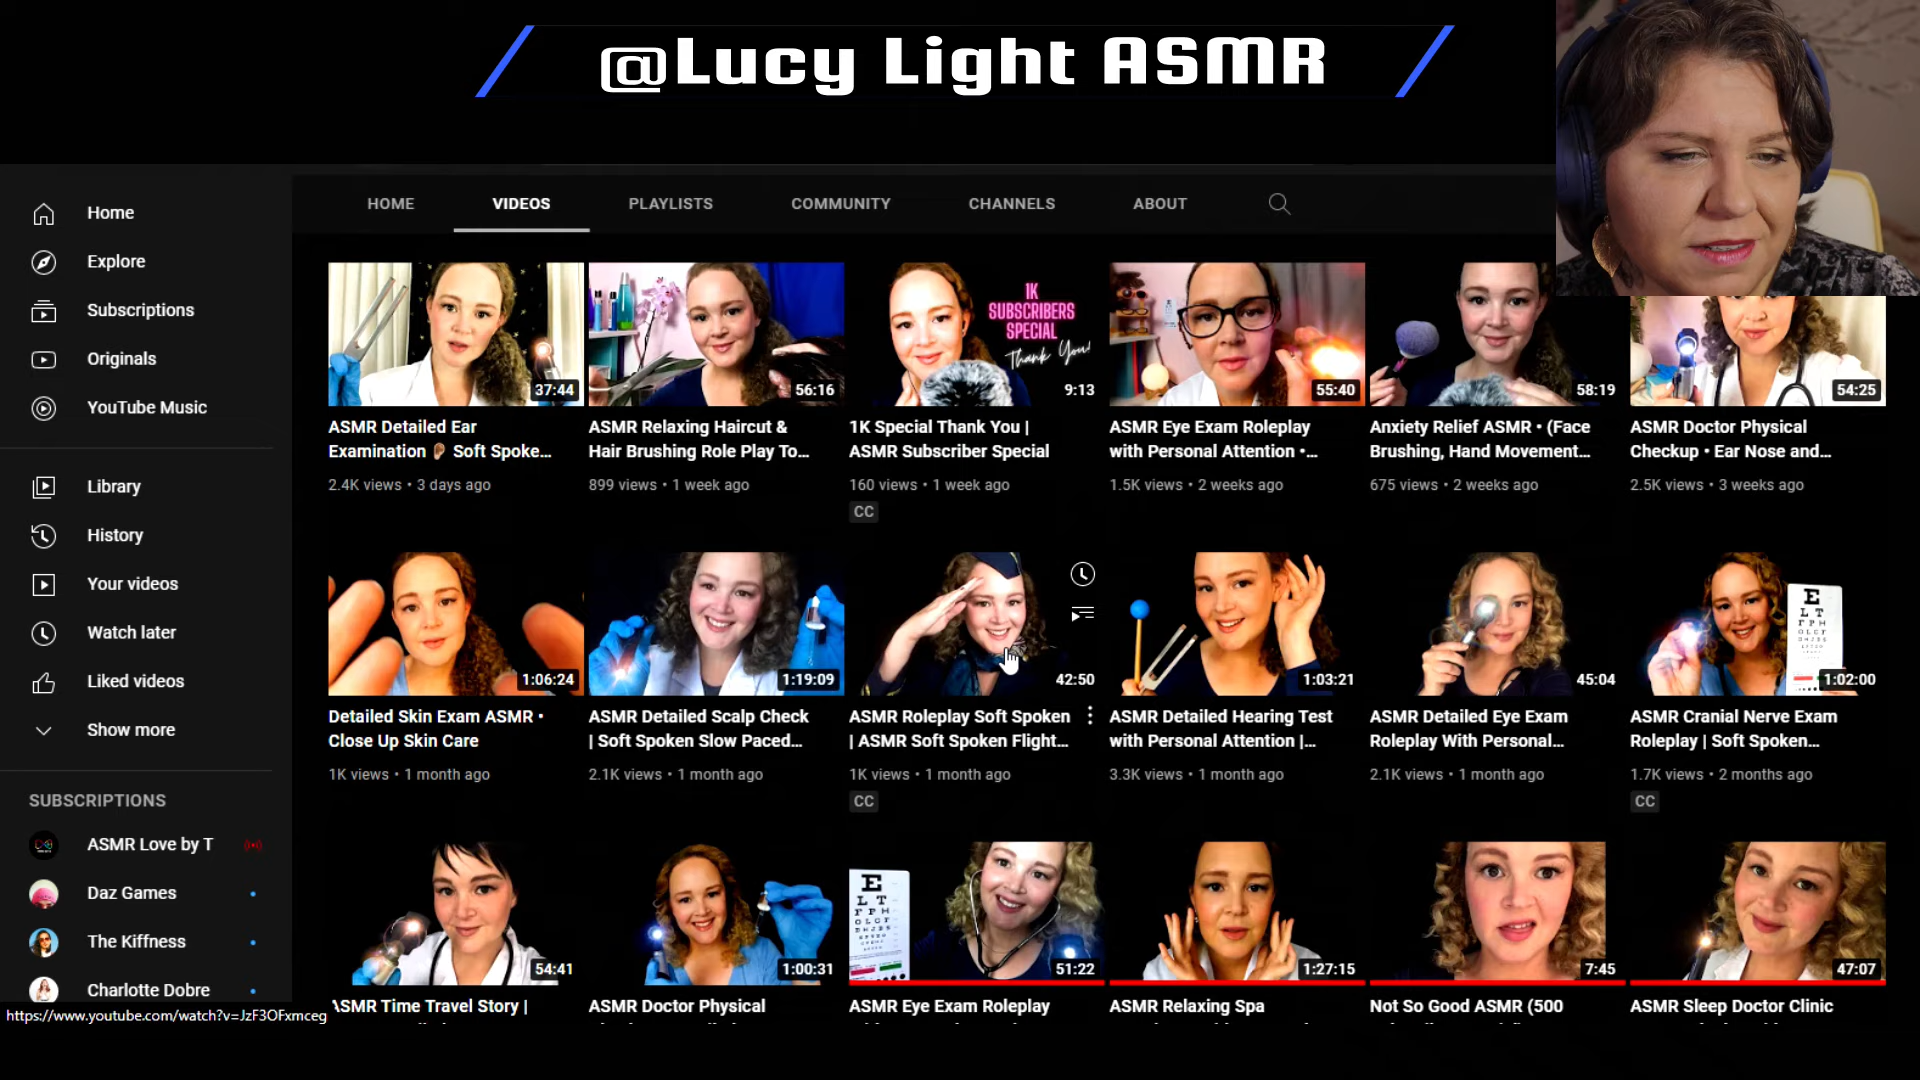 @Lucy Light ASMR
Home
Explore
Subscriptions
Originals
YouTube Music
Library
History
Your videos
Watch later
Liked videos
Show more
SUBSCRIPTIONS
ASMR Love by T
Daz Games
The Kiffness
Charlotte Dobre
https://www.youtube.com/watch?v=JzF3OFxmceg
HOME VIDEOS PLAYLISTS COMMUNITY CHANNELS ABOUT
37:44
ASMR Detailed Ear
Examination 👂🏽 Soft Spoke...
2.4K views • 3 days ago
56:16
ASMR Relaxing Haircut &
Hair Brushing Role Play To...
899 views • 1 week ago
1K
SUBSCRIBERS
SPECIAL
Thank You!
9:13
1K Special Thank You |
ASMR Subscriber Special
160 views • 1 week ago
CC
55:40
ASMR Eye Exam Roleplay
with Personal Attention •...
1.5K views • 2 weeks ago
58:19
Anxiety Relief ASMR • (Face
Brushing, Hand Movement...
675 views • 2 weeks ago
54:25
ASMR Doctor Physical
Checkup • Ear Nose and...
2.5K views • 3 weeks ago
1:06:24
Detailed Skin Exam ASMR •
Close Up Skin Care
1K views • 1 month ago
1:19:09
ASMR Detailed Scalp Check
| Soft Spoken Slow Paced...
2.1K views • 1 month ago
42:50
ASMR Roleplay Soft Spoken
| ASMR Soft Spoken Flight...
1K views • 1 month ago
CC
1:03:21
ASMR Detailed Hearing Test
with Personal Attention |...
3.3K views • 1 month ago
45:04
ASMR Detailed Eye Exam
Roleplay With Personal...
2.1K views • 1 month ago
E
L T
F P H
1:02:00
ASMR Cranial Nerve Exam
Roleplay | Soft Spoken...
1.7K views • 2 months ago
CC
54:41
ASMR Time Travel Story |
1:00:31
ASMR Doctor Physical
E
L T
51:22
ASMR Eye Exam Roleplay
1:27:15
ASMR Relaxing Spa
7:45
Not So Good ASMR (500
47:07
ASMR Sleep Doctor Clinic